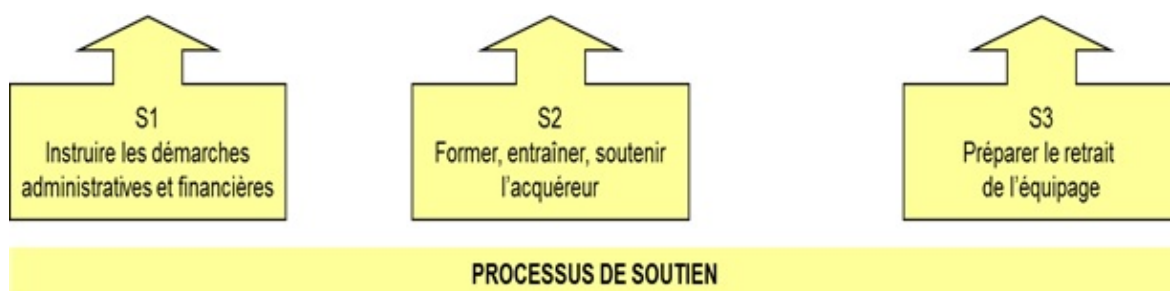 S1
Instruire les démarches
administratives et financières
S2
Former, entraîner, soutenir
l'acquéreur
S3
Préparer le retrait
de l'équipage
PROCESSUS DE SOUTIEN